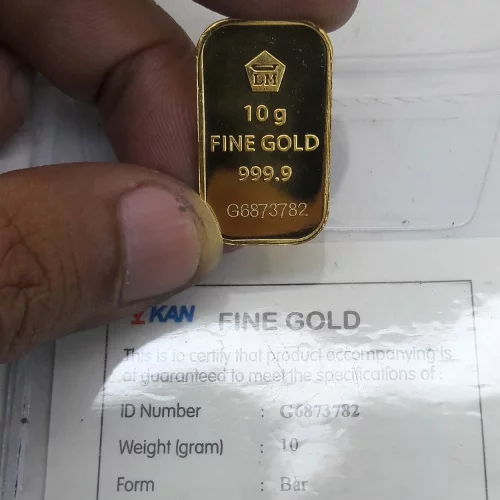 LM
10 g
FINE GOLD
999.9
G6873782
KAN FINE GOLD
This is to certify that product accompanying is
of guaranteed to meet the specifications of :
ID Number : G6873782
Weight (gram) : 10
Form : Bar